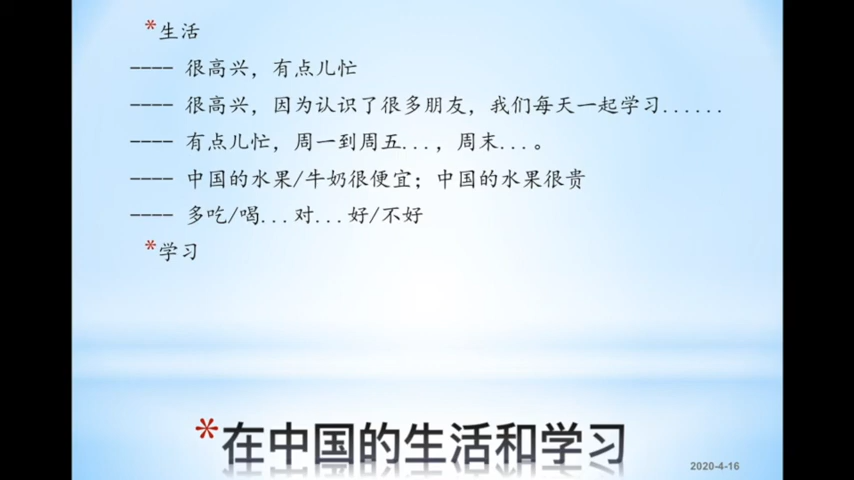 *生活
---- 很高兴，有点儿忙
---- 很高兴，因为认识了很多朋友，我们每天一起学习......
---- 有点儿忙，周一到周五...，周末...。
---- 中国的水果/牛奶很便宜；中国的水果很贵
---- 多吃/喝...对...好/不好
*学习
*在中国的生活和学习
2020-4-16